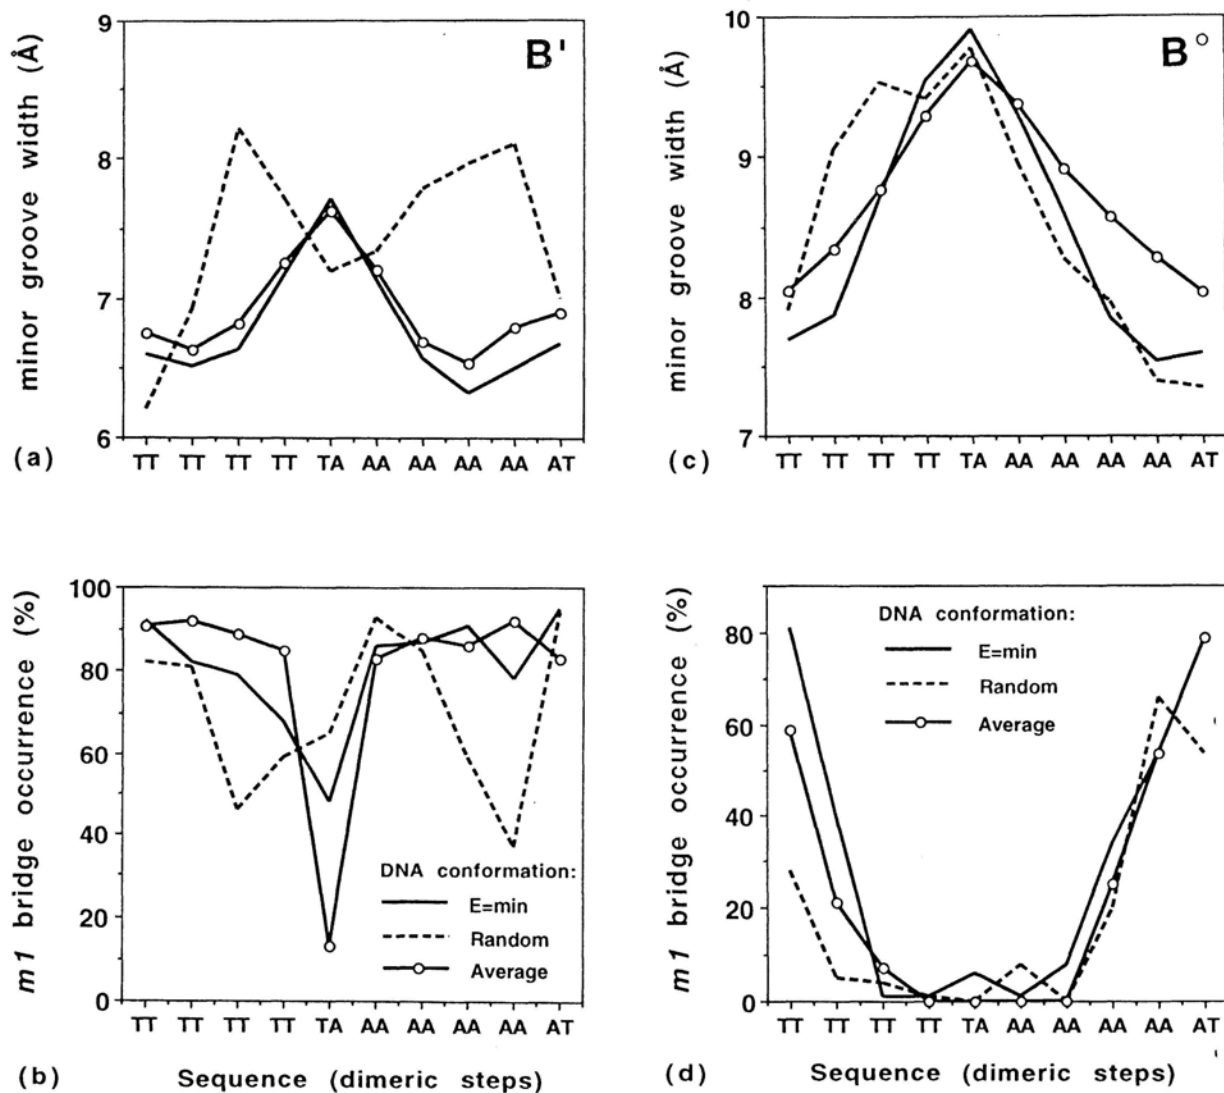 B'
minor groove width (Å)
9
8
7
6
(a)
TT TT TT TT TA AA AA AA AA AT
B°
minor groove width (Å)
10
9
8
7
(c)
TT TT TT TT TA AA AA AA AA AT
m1 bridge occurrence (%)
100
80
60
40
20
0
DNA conformation:
E=min
Random
Average
TT TT TT TT TA AA AA AA AA AT
(b) Sequence (dimeric steps)
m1 bridge occurrence (%)
80
60
40
20
0
DNA conformation:
E=min
Random
Average
TT TT TT TT TA AA AA AA AA AT
(d) Sequence (dimeric steps)